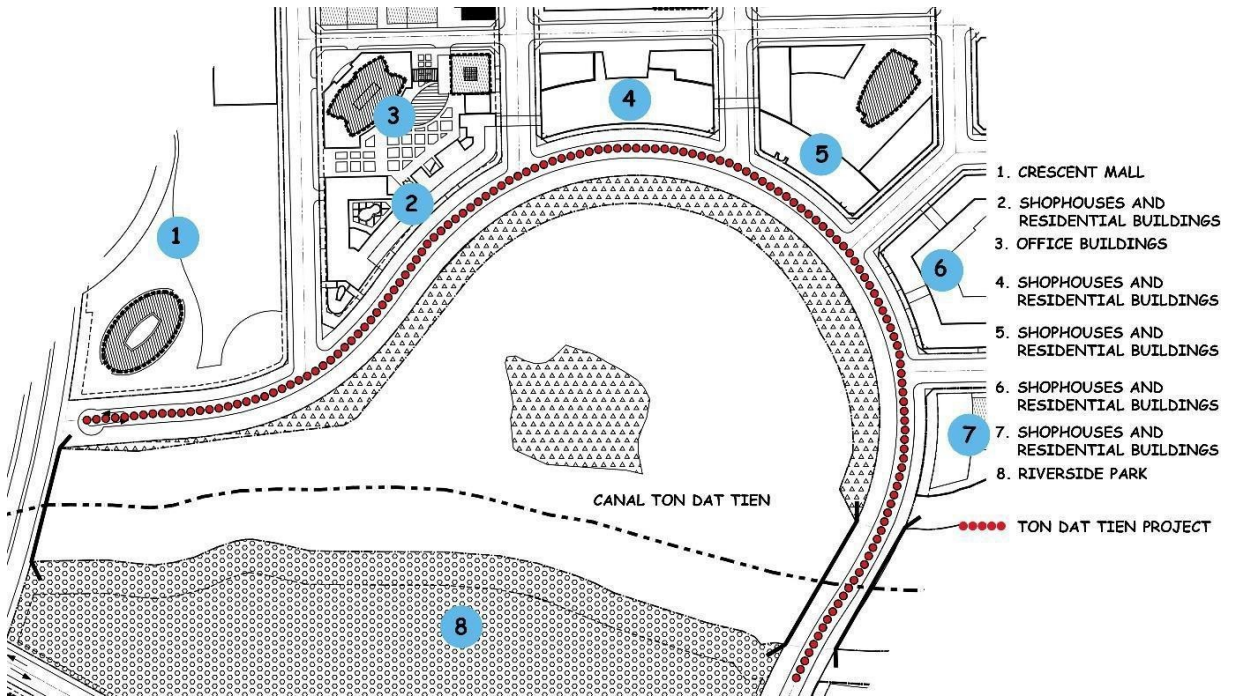 4
3
5
2
1
6
7
8
CANAL TON DAT TIEN
1. CRESCENT MALL
2. SHOPHOUSES AND
RESIDENTIAL BUILDINGS
3. OFFICE BUILDINGS
4. SHOPHOUSES AND
RESIDENTIAL BUILDINGS
5. SHOPHOUSES AND
RESIDENTIAL BUILDINGS
6. SHOPHOUSES AND
RESIDENTIAL BUILDINGS
7. SHOPHOUSES AND
RESIDENTIAL BUILDINGS
8. RIVERSIDE PARK
TON DAT TIEN PROJECT